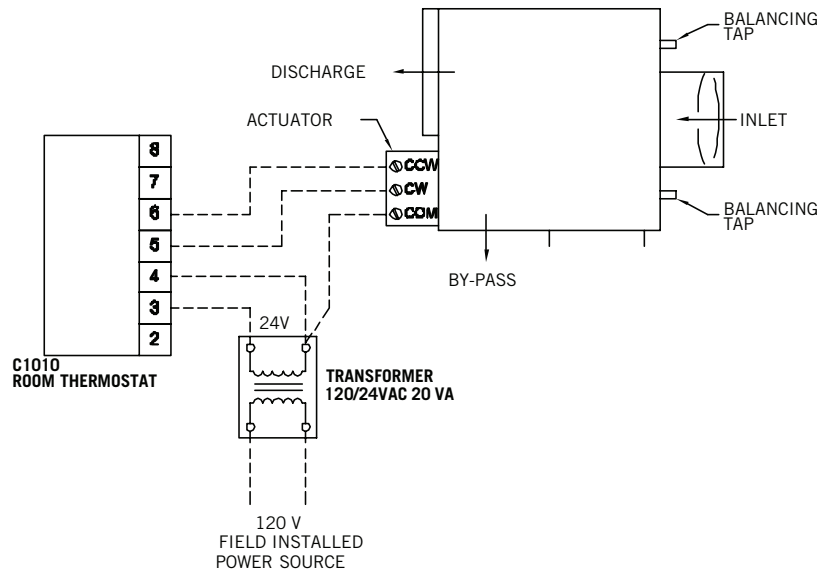 BALANCING
TAP
DISCHARGE
ACTUATOR
INLET
8
7
6
5
4
3
2
CCW
CW
COM
BALANCING
TAP
BY-PASS
24V
C1010
ROOM THERMOSTAT
TRANSFORMER
120/24VAC 20 VA
120 V
FIELD INSTALLED
POWER SOURCE